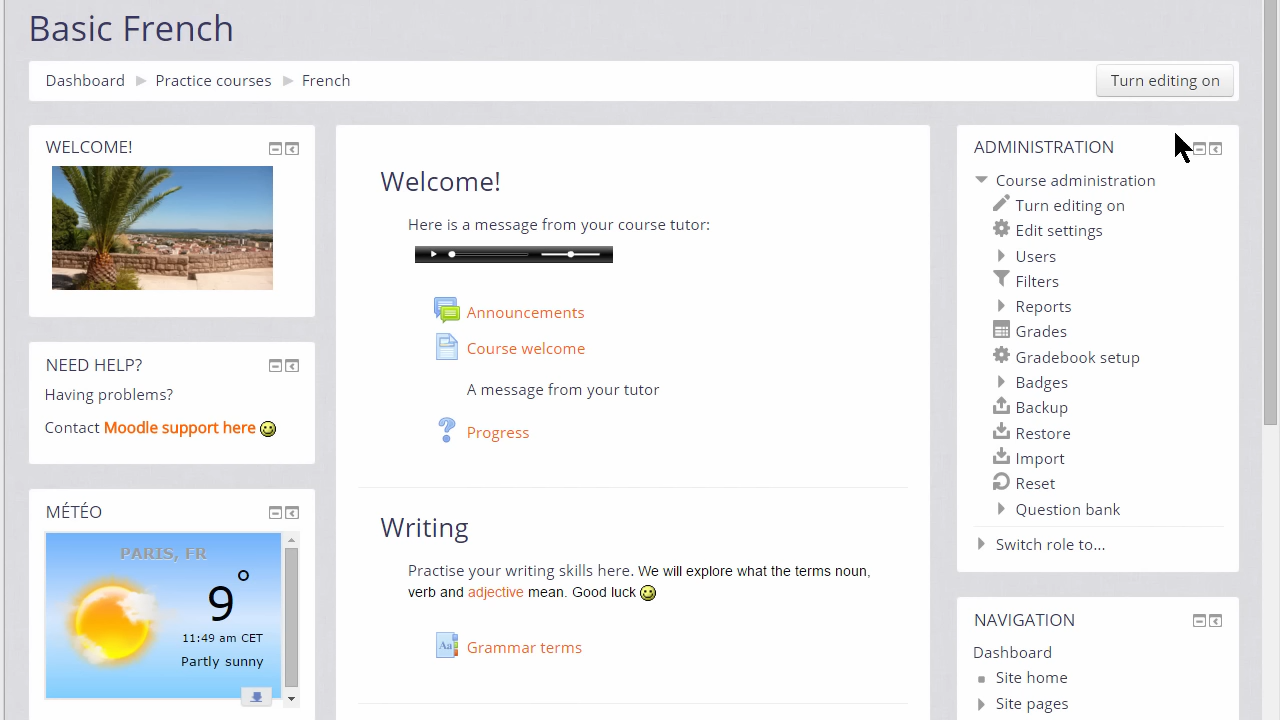 Basic French
Dashboard
Practice courses
French
Turn editing on
WELCOME!
NEED HELP?
Having problems?
Contact Moodle support here
MÉTÉO
PARIS, FR
9°
11:49 am CET
Partly sunny
Welcome!
Here is a message from your course tutor:
Announcements
Course welcome
A message from your tutor
Progress
Writing
Practise your writing skills here. We will explore what the terms noun,
verb and adjective mean. Good luck
Aa
Grammar terms
ADMINISTRATION
Course administration
Turn editing on
Edit settings
Users
Filters
Reports
Grades
Gradebook setup
Badges
Backup
Restore
Import
Reset
Question bank
Switch role to...
NAVIGATION
Dashboard
Site home
Site pages